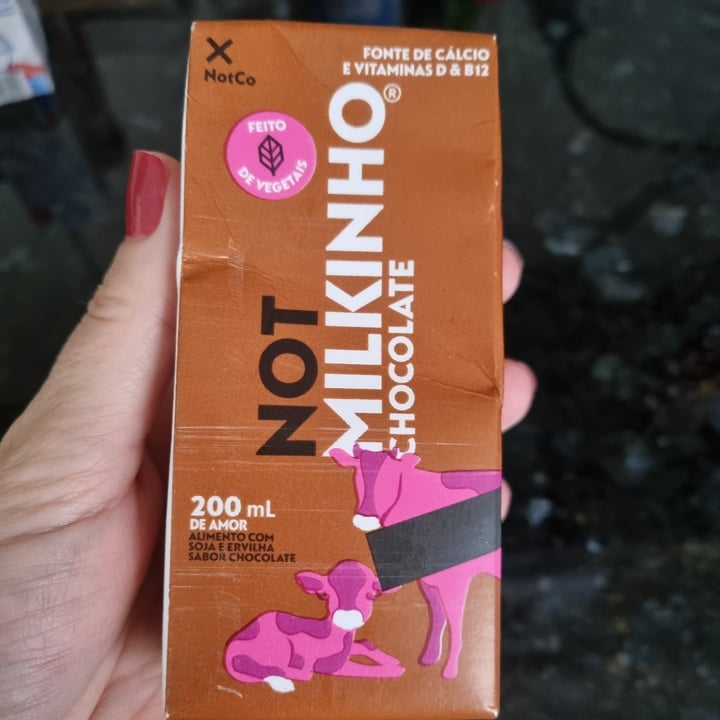 NotCo
FONTE DE CÁLCIO
E VITAMINAS D & B12
FEITO
DE VEGETAIS
NOT
MILKINHO®
CHOCOLATE
200 mL
DE AMOR
ALIMENTO COM
SOJA E ERVILHA
SABOR CHOCOLATE